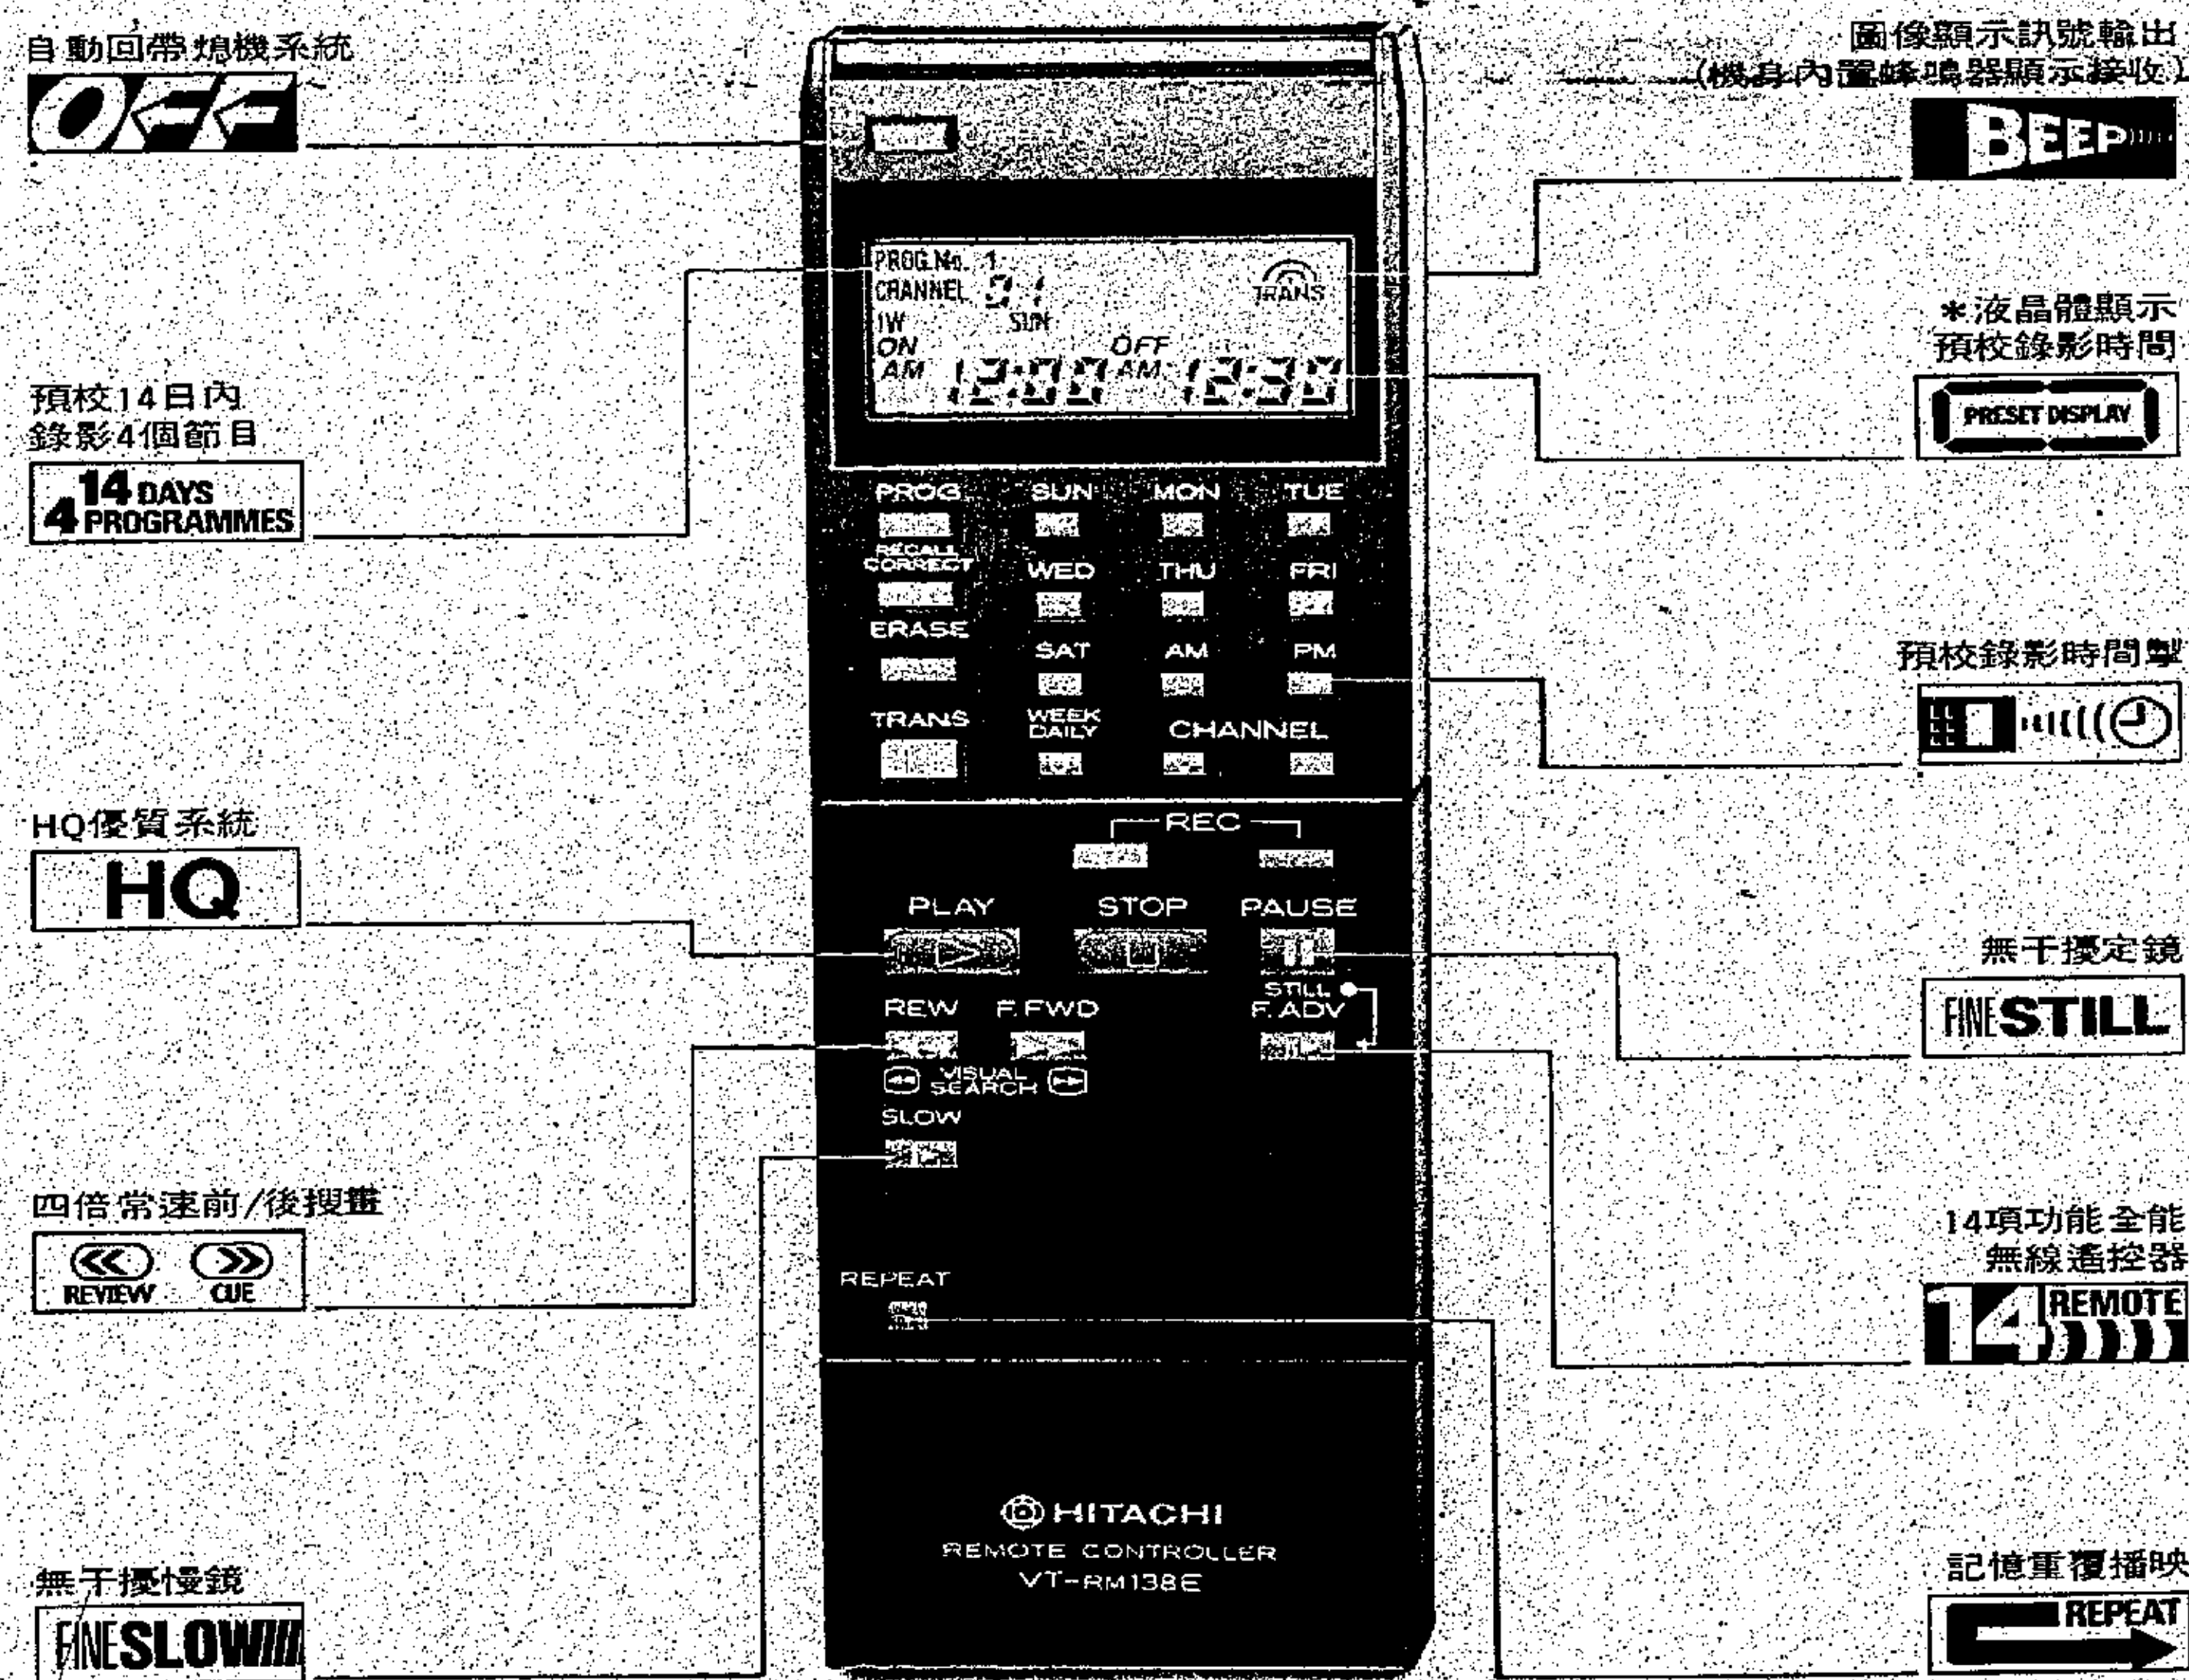 自動回帶熄機系統
OFF
預校14日內
錄影4個節目
14 DAYS
4 PROGRAMMES
HQ優質系統
HQ
四倍常速前/後搜畫
REVIEW CUE
無干擾慢鏡
FINE SLOW
PROG.No. 1
CHANNEL 01
TRANS
1W SUN
ON OFF
AM 12:00 AM 12:30
PROG SUN MON TUE
RECALL
CORRECT WED THU FRI
ERASE SAT AM PM
TRANS WEEK
DAILY CHANNEL
REC
PLAY STOP PAUSE
STILL
REW F.FWD F.ADV
VISUAL
SEARCH
SLOW
REPEAT
HITACHI
REMOTE CONTROLLER
VT-RM138E
圖像顯示訊號輸出
(機身內置蜂鳴器顯示接收)
BEEP
*液晶體顯示
預校錄影時間
PRESET DISPLAY
預校錄影時間掣
無干擾定鏡
FINE STILL
14項功能全能
無線遙控器
14 REMOTE
記憶重覆播映
REPEAT